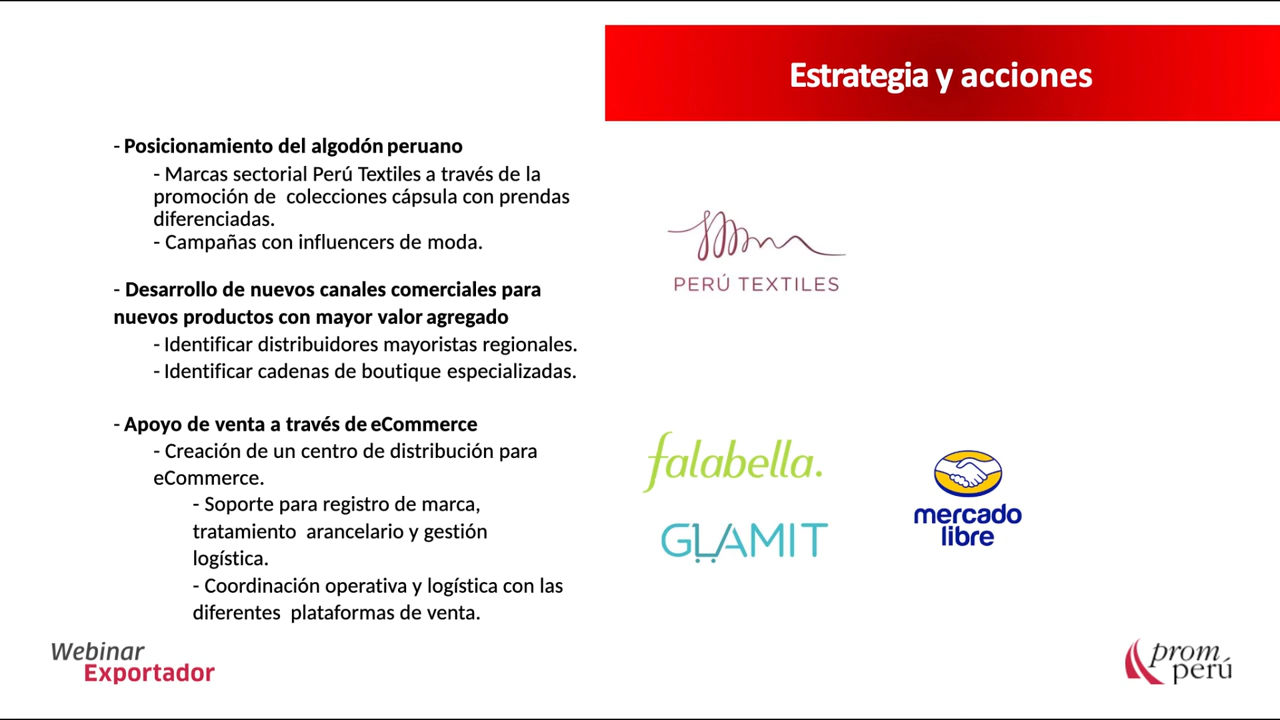 Estrategia y acciones
- Posicionamiento del algodón peruano
- Marcas sectorial Perú Textiles a través de la
promoción de colecciones cápsula con prendas
diferenciadas.
- Campañas con influencers de moda.
- Desarrollo de nuevos canales comerciales para
nuevos productos con mayor valor agregado
- Identificar distribuidores mayoristas regionales.
- Identificar cadenas de boutique especializadas.
- Apoyo de venta a través de eCommerce
- Creación de un centro de distribución para
eCommerce.
- Soporte para registro de marca,
tratamiento arancelario y gestión
logística.
- Coordinación operativa y logística con las
diferentes plataformas de venta.
PERÚ TEXTILES
falabella.
GLAMIT
mercado
libre
Webinar
Exportador
prom
perú